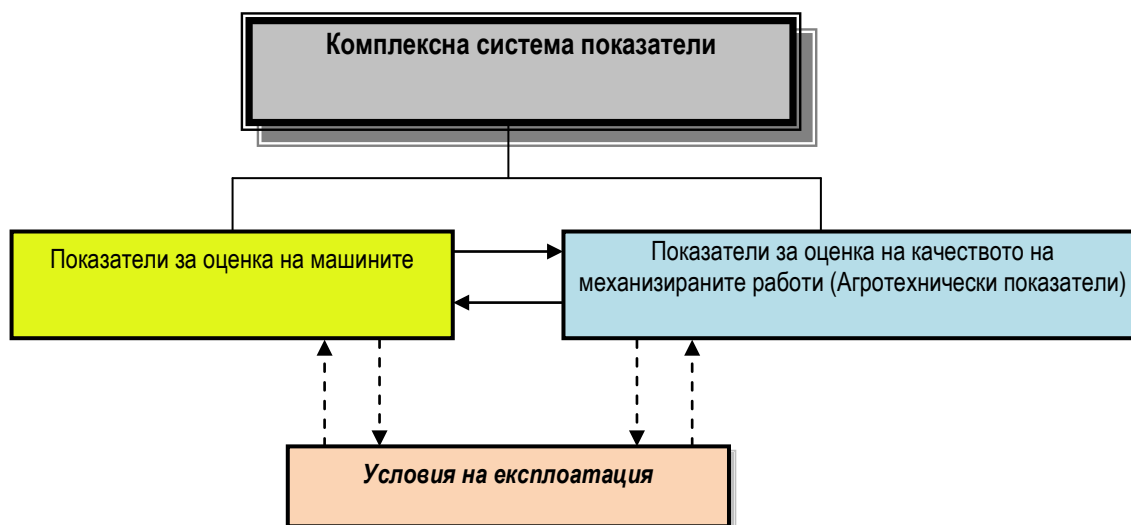 Комплексна система показатели
Показатели за оценка на машините
Показатели за оценка на качеството на
механизираните работи (Агротехнически показатели)
Условия на експлоатация